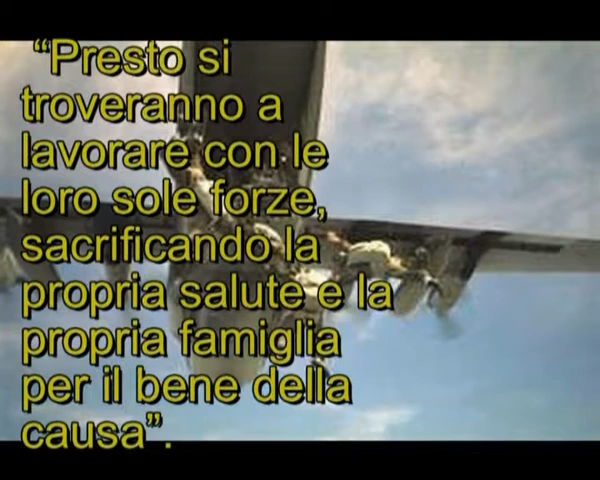 “Presto si
troveranno a
lavorare con le
loro sole forze,
sacrificando la
propria salute e la
propria famiglia
per il bene della
causa”.